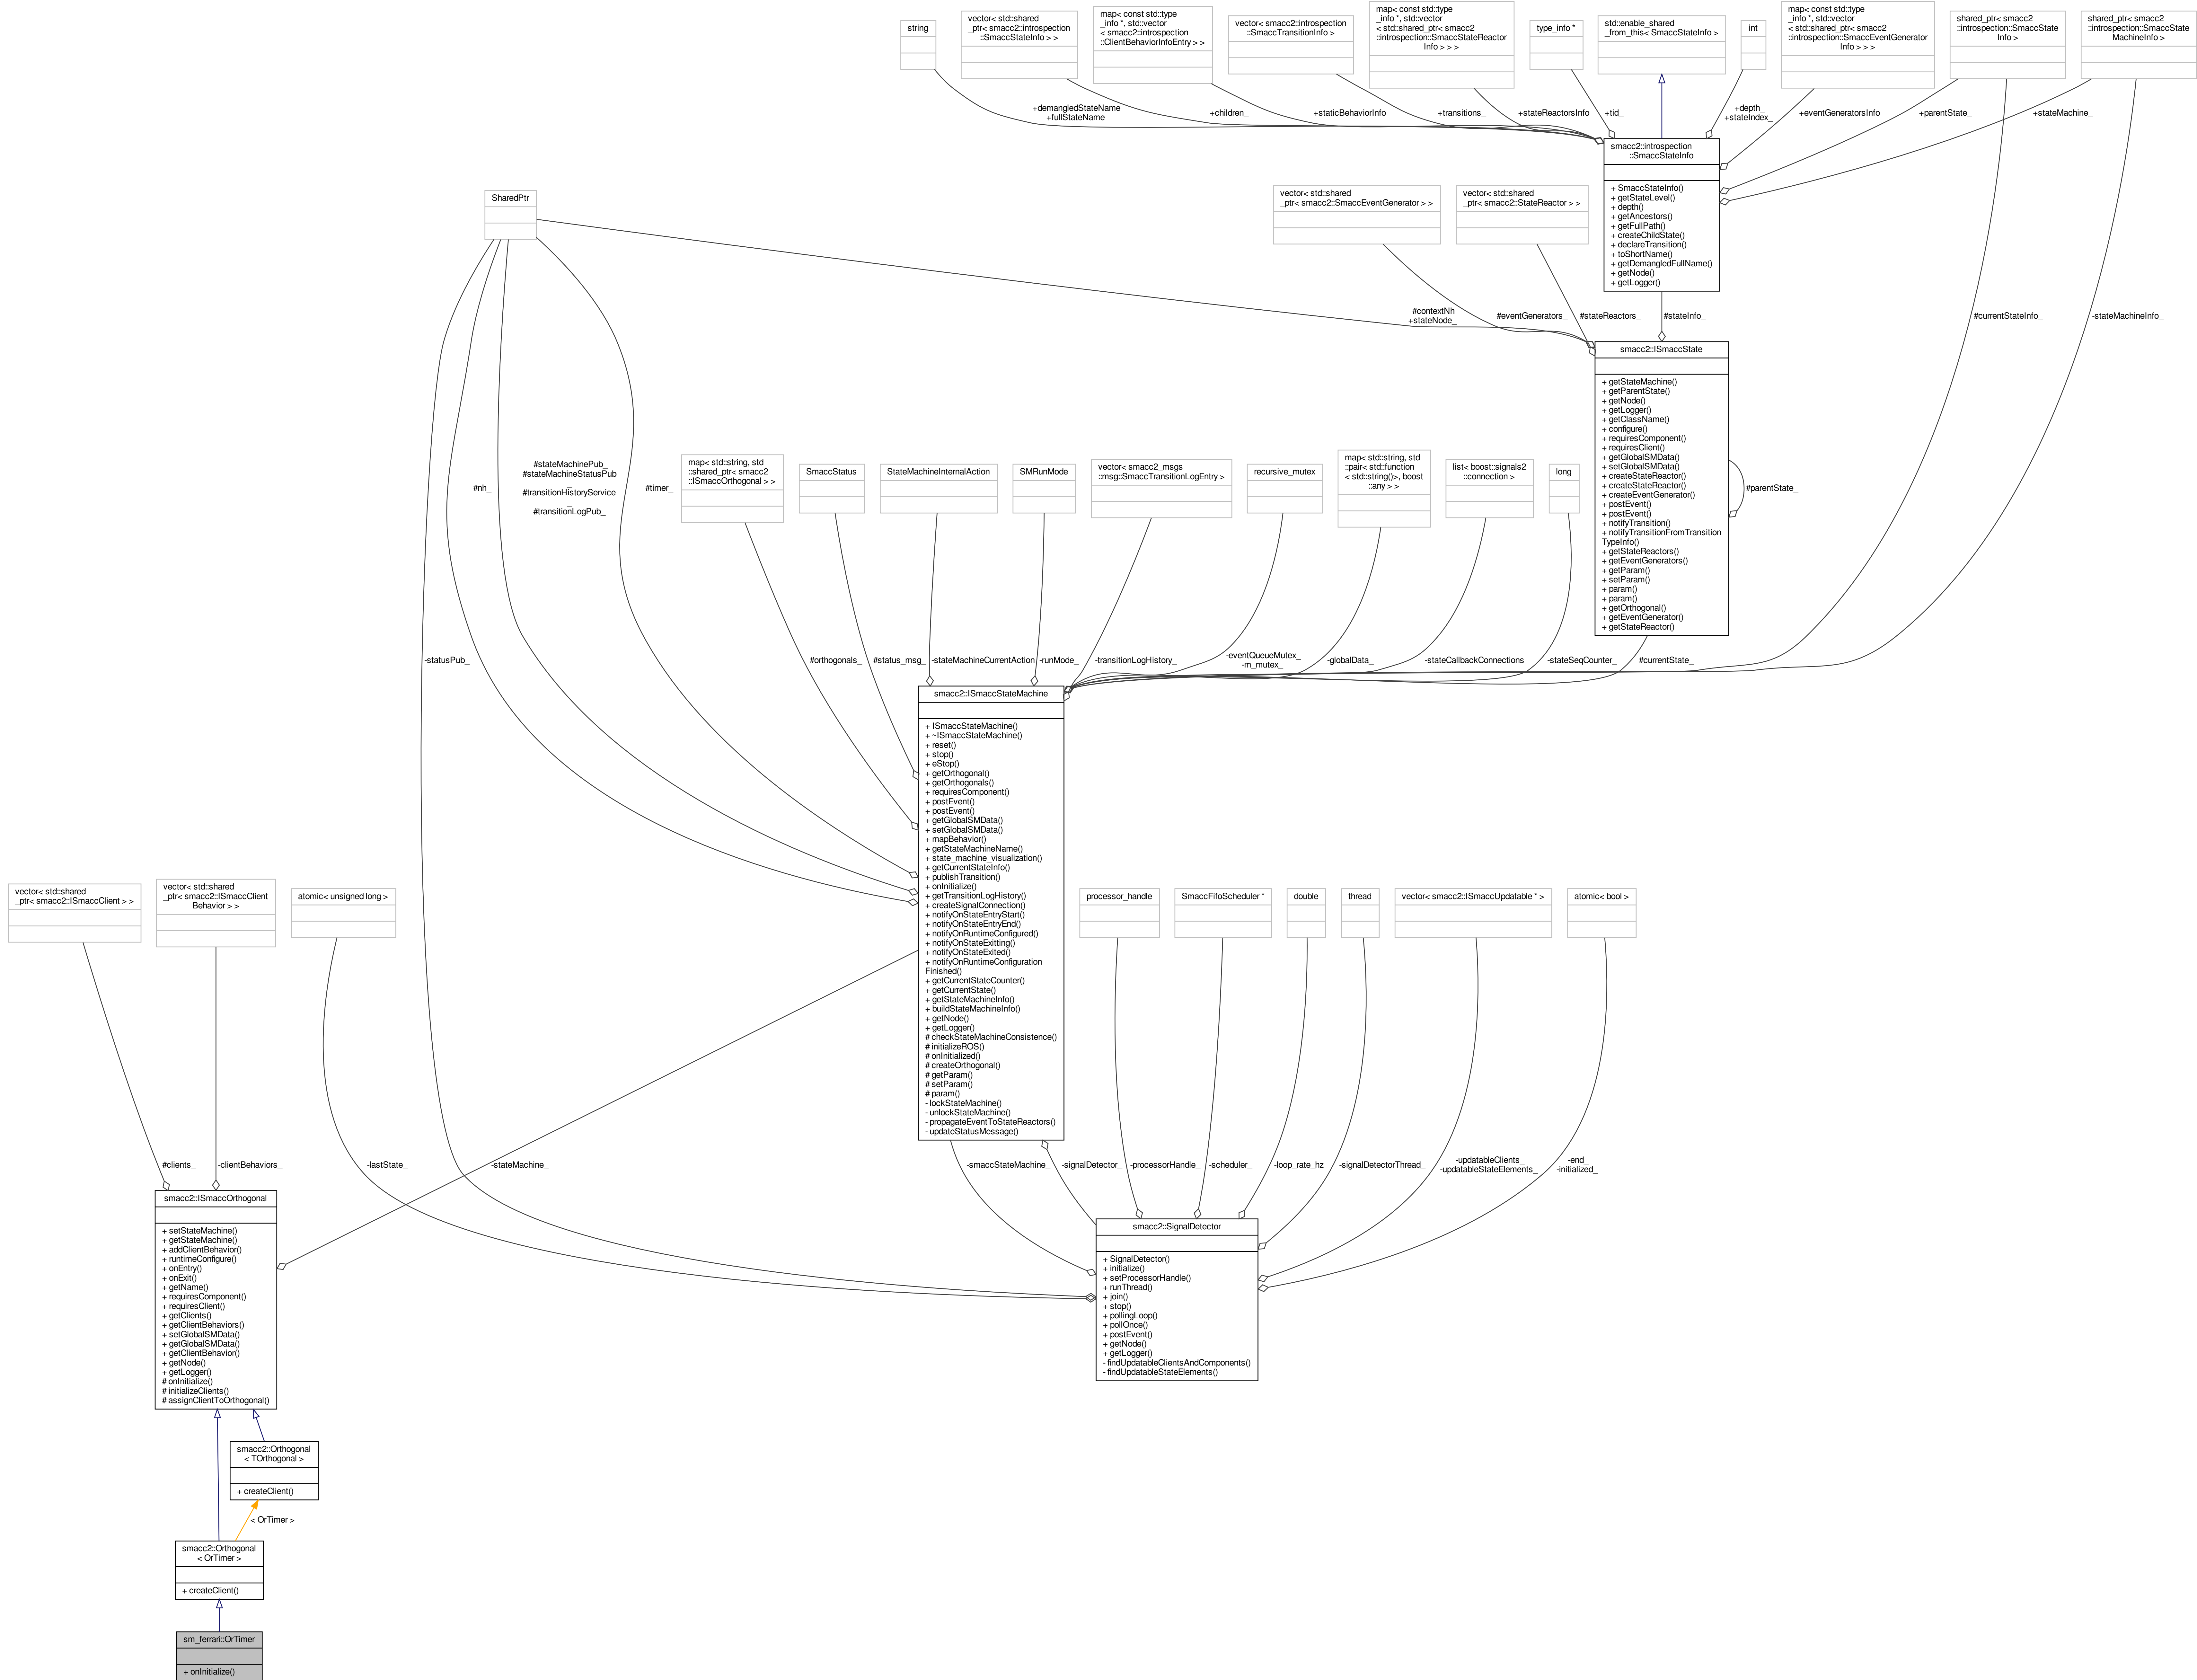 string
vector< std::shared
_ptr< smacc2::introspection
::SmaccStateInfo > >
map< const std::type
_info *, std::vector
< smacc2::introspection
::ClientBehaviorInfoEntry > >
vector< smacc2::introspection
::SmaccTransitionInfo >
map< const std::type
_info *, std::vector
< std::shared_ptr< smacc2
::introspection::SmaccStateReactor
Info > > >
type_info *
std::enable_shared
_from_this< SmaccStateInfo >
int
map< const std::type
_info *, std::vector
< std::shared_ptr< smacc2
::introspection::SmaccEventGenerator
Info > > >
shared_ptr< smacc2
::introspection::SmaccState
Info >
shared_ptr< smacc2
::introspection::SmaccState
MachineInfo >
+demangledStateName
+fullStateName
+children_
+staticBehaviorInfo
+transitions_
+stateReactorsInfo
+tid_
+depth_
+stateIndex_
+eventGeneratorsInfo
+parentState_
+stateMachine_
smacc2::introspection
::SmaccStateInfo
+ SmaccStateInfo()
+ getStateLevel()
+ depth()
+ getAncestors()
+ getFullPath()
+ createChildState()
+ declareTransition()
+ toShortName()
+ getDemangledFullName()
+ getNode()
+ getLogger()
SharedPtr
vector< std::shared
_ptr< smacc2::SmaccEventGenerator > >
vector< std::shared
_ptr< smacc2::StateReactor > >
#contextNh
+stateNode_
#eventGenerators_
#stateReactors_
#stateInfo_
#currentStateInfo_
-stateMachineInfo_
smacc2::ISmaccState
+ getStateMachine()
+ getParentState()
+ getNode()
+ getLogger()
+ getClassName()
+ configure()
+ requiresComponent()
+ requiresClient()
+ getGlobalSMData()
+ setGlobalSMData()
+ createStateReactor()
+ createStateReactor()
+ createEventGenerator()
+ postEvent()
+ postEvent()
+ notifyTransition()
+ notifyTransitionFromTransition
TypeInfo()
+ getStateReactors()
+ getEventGenerators()
+ getParam()
+ setParam()
+ param()
+ param()
+ getOrthogonal()
+ getEventGenerator()
+ getStateReactor()
#parentState_
#nh_
#stateMachinePub_
#stateMachineStatusPub
_
#transitionHistoryService
_
#transitionLogPub_
#timer_
map< std::string, std
::shared_ptr< smacc2
::ISmaccOrthogonal > >
SmaccStatus
StateMachineInternalAction
SMRunMode
vector< smacc2_msgs
::msg::SmaccTransitionLogEntry >
recursive_mutex
map< std::string, std
::pair< std::function
< std::string()>, boost
::any > >
list< boost::signals2
::connection >
long
-statusPub_
#orthogonals_
#status_msg_
-stateMachineCurrentAction
-runMode_
-transitionLogHistory_
-eventQueueMutex_
-m_mutex_
-globalData_
-stateCallbackConnections
-stateSeqCounter_
#currentState_
smacc2::ISmaccStateMachine
+ ISmaccStateMachine()
+ ~ISmaccStateMachine()
+ reset()
+ stop()
+ eStop()
+ getOrthogonal()
+ getOrthogonals()
+ requiresComponent()
+ postEvent()
+ postEvent()
+ getGlobalSMData()
+ setGlobalSMData()
+ mapBehavior()
+ getStateMachineName()
+ state_machine_visualization()
+ getCurrentStateInfo()
+ publishTransition()
+ onInitialize()
+ getTransitionLogHistory()
+ createSignalConnection()
+ notifyOnStateEntryStart()
+ notifyOnStateEntryEnd()
+ notifyOnRuntimeConfigured()
+ notifyOnStateExitting()
+ notifyOnStateExited()
+ notifyOnRuntimeConfiguration
Finished()
+ getCurrentStateCounter()
+ getCurrentState()
+ getStateMachineInfo()
+ buildStateMachineInfo()
+ getNode()
+ getLogger()
# checkStateMachineConsistence()
# initializeROS()
# onInitialized()
# createOrthogonal()
# getParam()
# setParam()
# param()
- lockStateMachine()
- unlockStateMachine()
- propagateEventToStateReactors()
- updateStatusMessage()
vector< std::shared
_ptr< smacc2::ISmaccClient > >
vector< std::shared
_ptr< smacc2::ISmaccClient
Behavior > >
atomic< unsigned long >
processor_handle
SmaccFifoScheduler *
double
thread
vector< smacc2::ISmaccUpdatable * >
atomic< bool >
#clients_
-clientBehaviors_
-lastState_
-stateMachine_
-smaccStateMachine_
-signalDetector_
-processorHandle_
-scheduler_
-loop_rate_hz
-signalDetectorThread_
-updatableClients_
-updatableStateElements_
-end_
-initialized_
smacc2::ISmaccOrthogonal
+ setStateMachine()
+ getStateMachine()
+ addClientBehavior()
+ runtimeConfigure()
+ onEntry()
+ onExit()
+ getName()
+ requiresComponent()
+ requiresClient()
+ getClients()
+ getClientBehaviors()
+ setGlobalSMData()
+ getGlobalSMData()
+ getClientBehavior()
+ getNode()
+ getLogger()
# onInitialize()
# initializeClients()
# assignClientToOrthogonal()
smacc2::SignalDetector
+ SignalDetector()
+ initialize()
+ setProcessorHandle()
+ runThread()
+ join()
+ stop()
+ pollingLoop()
+ pollOnce()
+ postEvent()
+ getNode()
+ getLogger()
- findUpdatableClientsAndComponents()
- findUpdatableStateElements()
smacc2::Orthogonal
< TOrthogonal >
+ createClient()
< OrTimer >
smacc2::Orthogonal
< OrTimer >
+ createClient()
sm_ferrari::OrTimer
+ onInitialize()